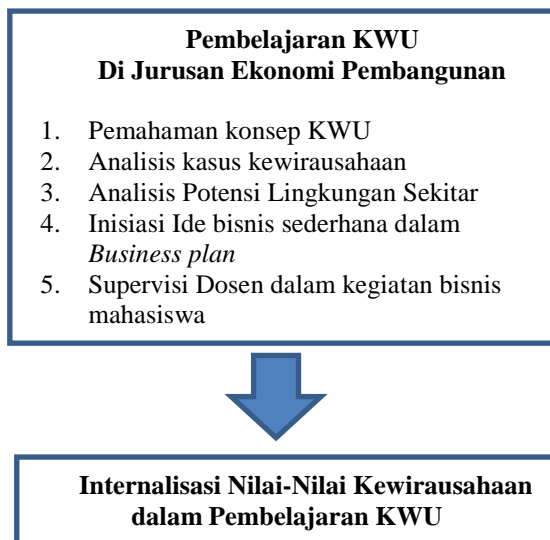 Pembelajaran KWU
Di Jurusan Ekonomi Pembangunan
1. Pemahaman konsep KWU
2. Analisis kasus kewirausahaan
3. Analisis Potensi Lingkungan Sekitar
4. Inisiasi Ide bisnis sederhana dalam
Business plan
5. Supervisi Dosen dalam kegiatan bisnis
mahasiswa
Internalisasi Nilai-Nilai Kewirausahaan
dalam Pembelajaran KWU